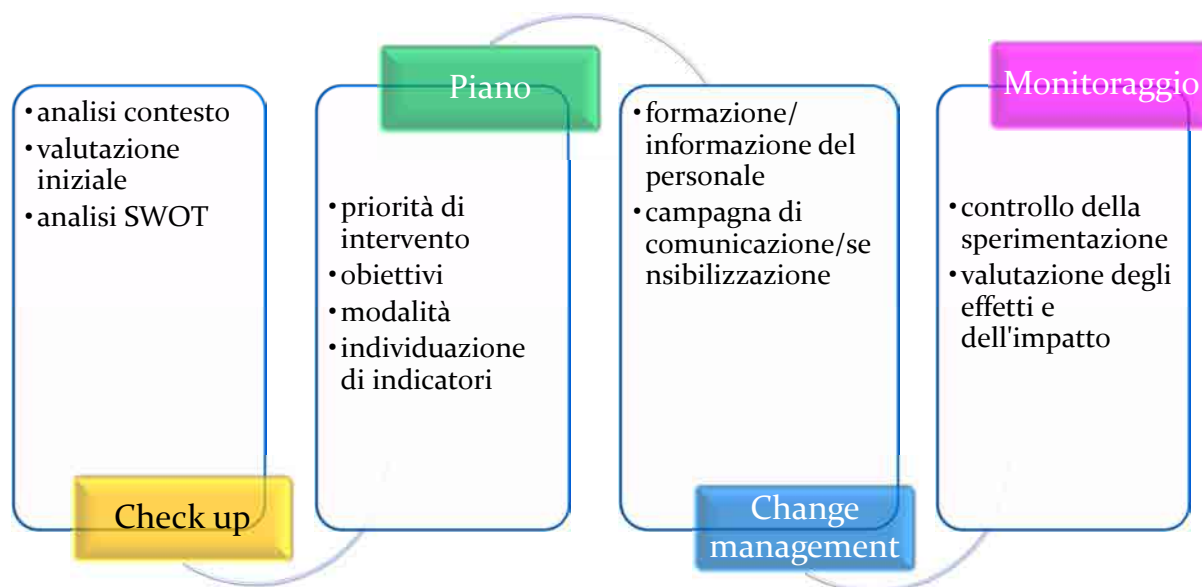 • analisi contesto
• valutazione
iniziale
• analisi SWOT
Check up
Piano
• priorità di
intervento
• obiettivi
• modalità
• individuazione
di indicatori
• formazione/
informazione del
personale
• campagna di
comunicazione/se
nsibilizzazione
Change
management
Monitoraggio
• controllo della
sperimentazione
• valutazione degli
effetti e
dell'impatto